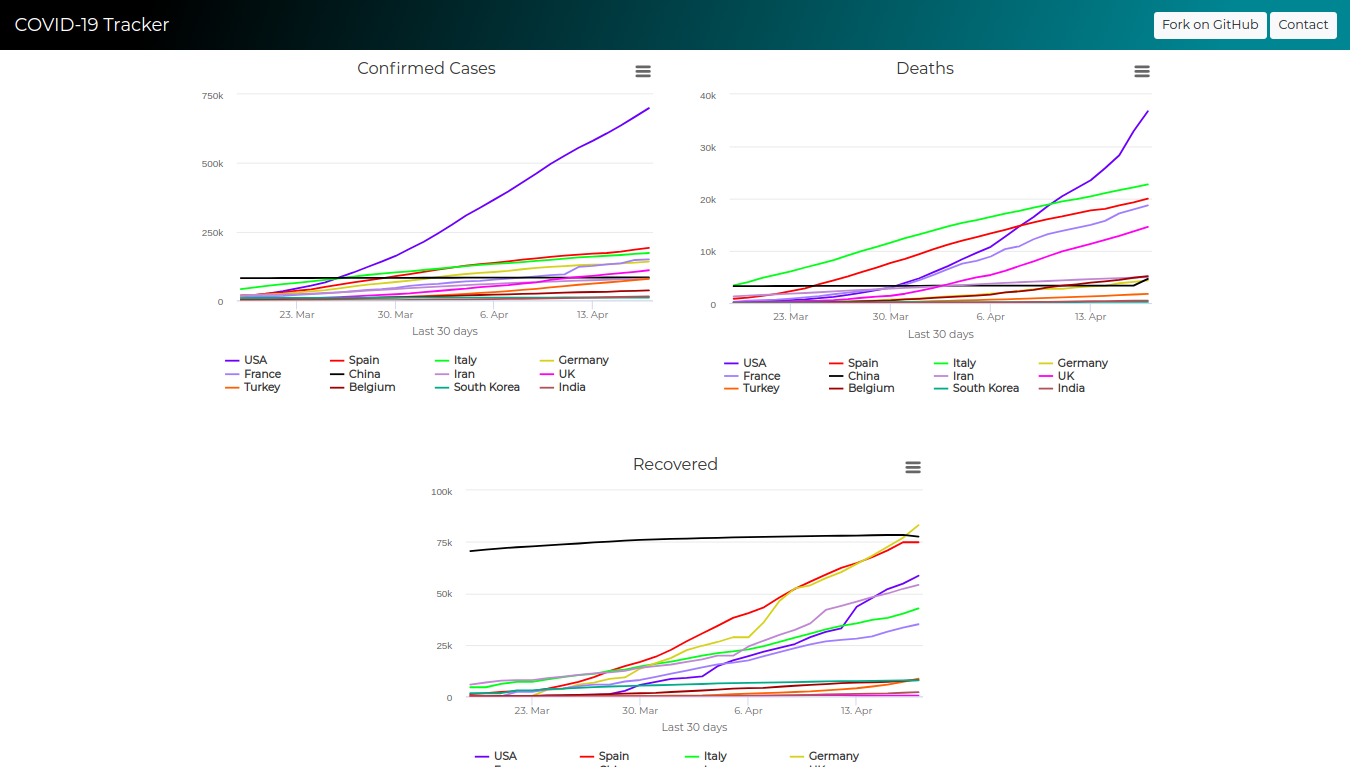 COVID-19 Tracker
Fork on GitHub
Contact
Confirmed Cases
750k
500k
250k
0
23. Mar
30. Mar
6. Apr
13. Apr
Last 30 days
USA Spain Italy Germany
France China Iran UK
Turkey Belgium South Korea India
Deaths
40k
30k
20k
10k
0
23. Mar
30. Mar
6. Apr
13. Apr
Last 30 days
USA Spain Italy Germany
France China Iran UK
Turkey Belgium South Korea India
Recovered
100k
75k
50k
25k
0
23. Mar
30. Mar
6. Apr
13. Apr
Last 30 days
USA Spain Italy Germany